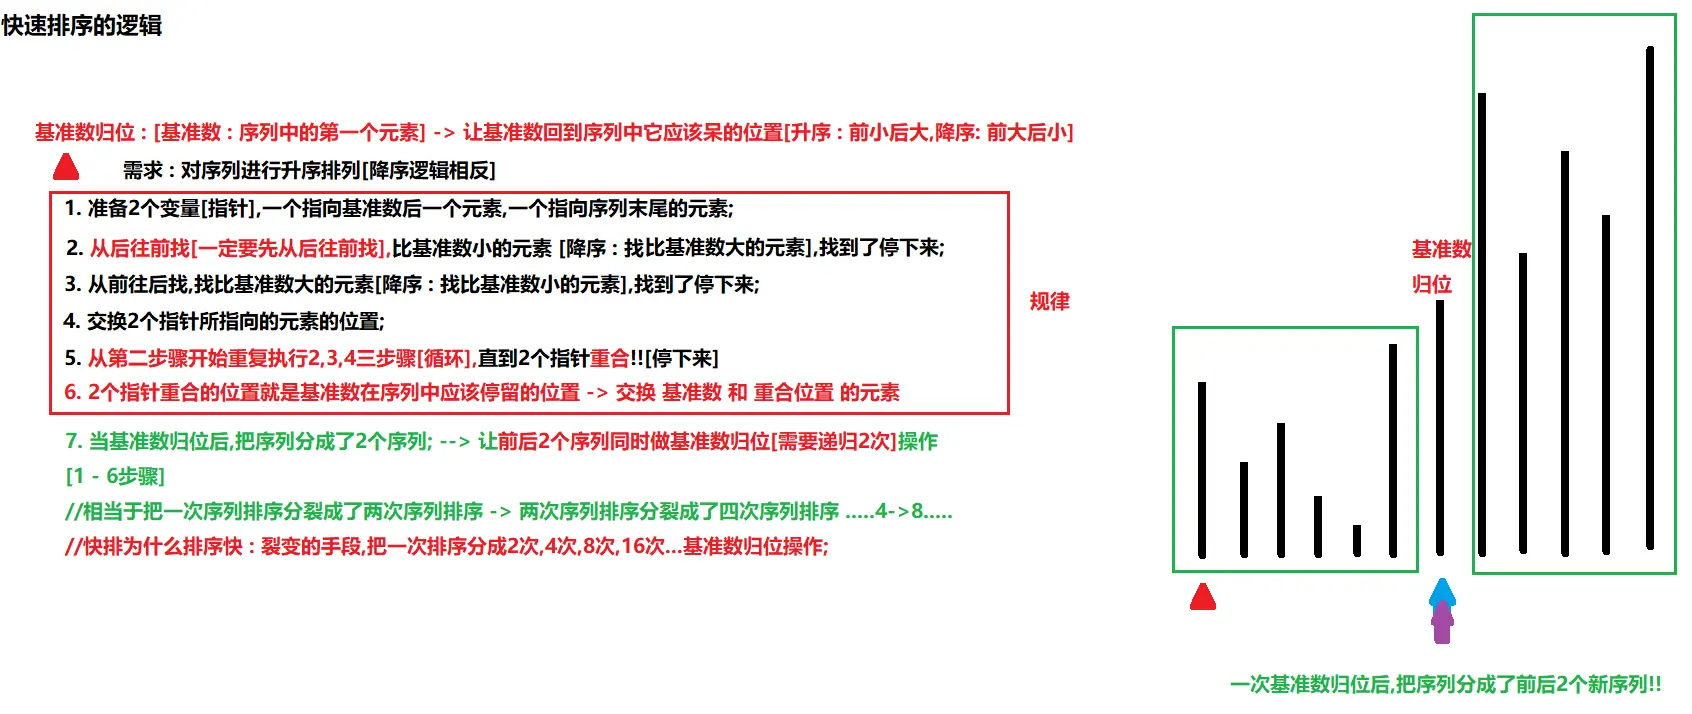 快速排序的逻辑
基准数归位 : [基准数 : 序列中的第一个元素] -> 让基准数回到序列中它应该呆的位置[升序 : 前小后大,降序: 前大后小]
需求 : 对序列进行升序排列[降序逻辑相反]
1. 准备2个变量[指针],一个指向基准数后一个元素,一个指向序列末尾的元素;
2. 从后往前找[一定要先从后往前找],比基准数小的元素 [降序 : 找比基准数大的元素],找到了停下来;
3. 从前往后找,找比基准数大的元素[降序 : 找比基准数小的元素],找到了停下来;
4. 交换2个指针所指向的元素的位置;
5. 从第二步骤开始重复执行2,3,4三步骤[循环],直到2个指针重合!![停下来]
6. 2个指针重合的位置就是基准数在序列中应该停留的位置 -> 交换 基准数 和 重合位置 的元素
规律
7. 当基准数归位后,把序列分成了2个序列; --> 让前后2个序列同时做基准数归位[需要递归2次]操作
[1 - 6步骤]
//相当于把一次序列排序分裂成了两次序列排序 -> 两次序列排序分裂成了四次序列排序 .....4->8.....
//快排为什么排序快 : 裂变的手段,把一次排序分成2次,4次,8次,16次...基准数归位操作;
基准数
归位
一次基准数归位后,把序列分成了前后2个新序列!!